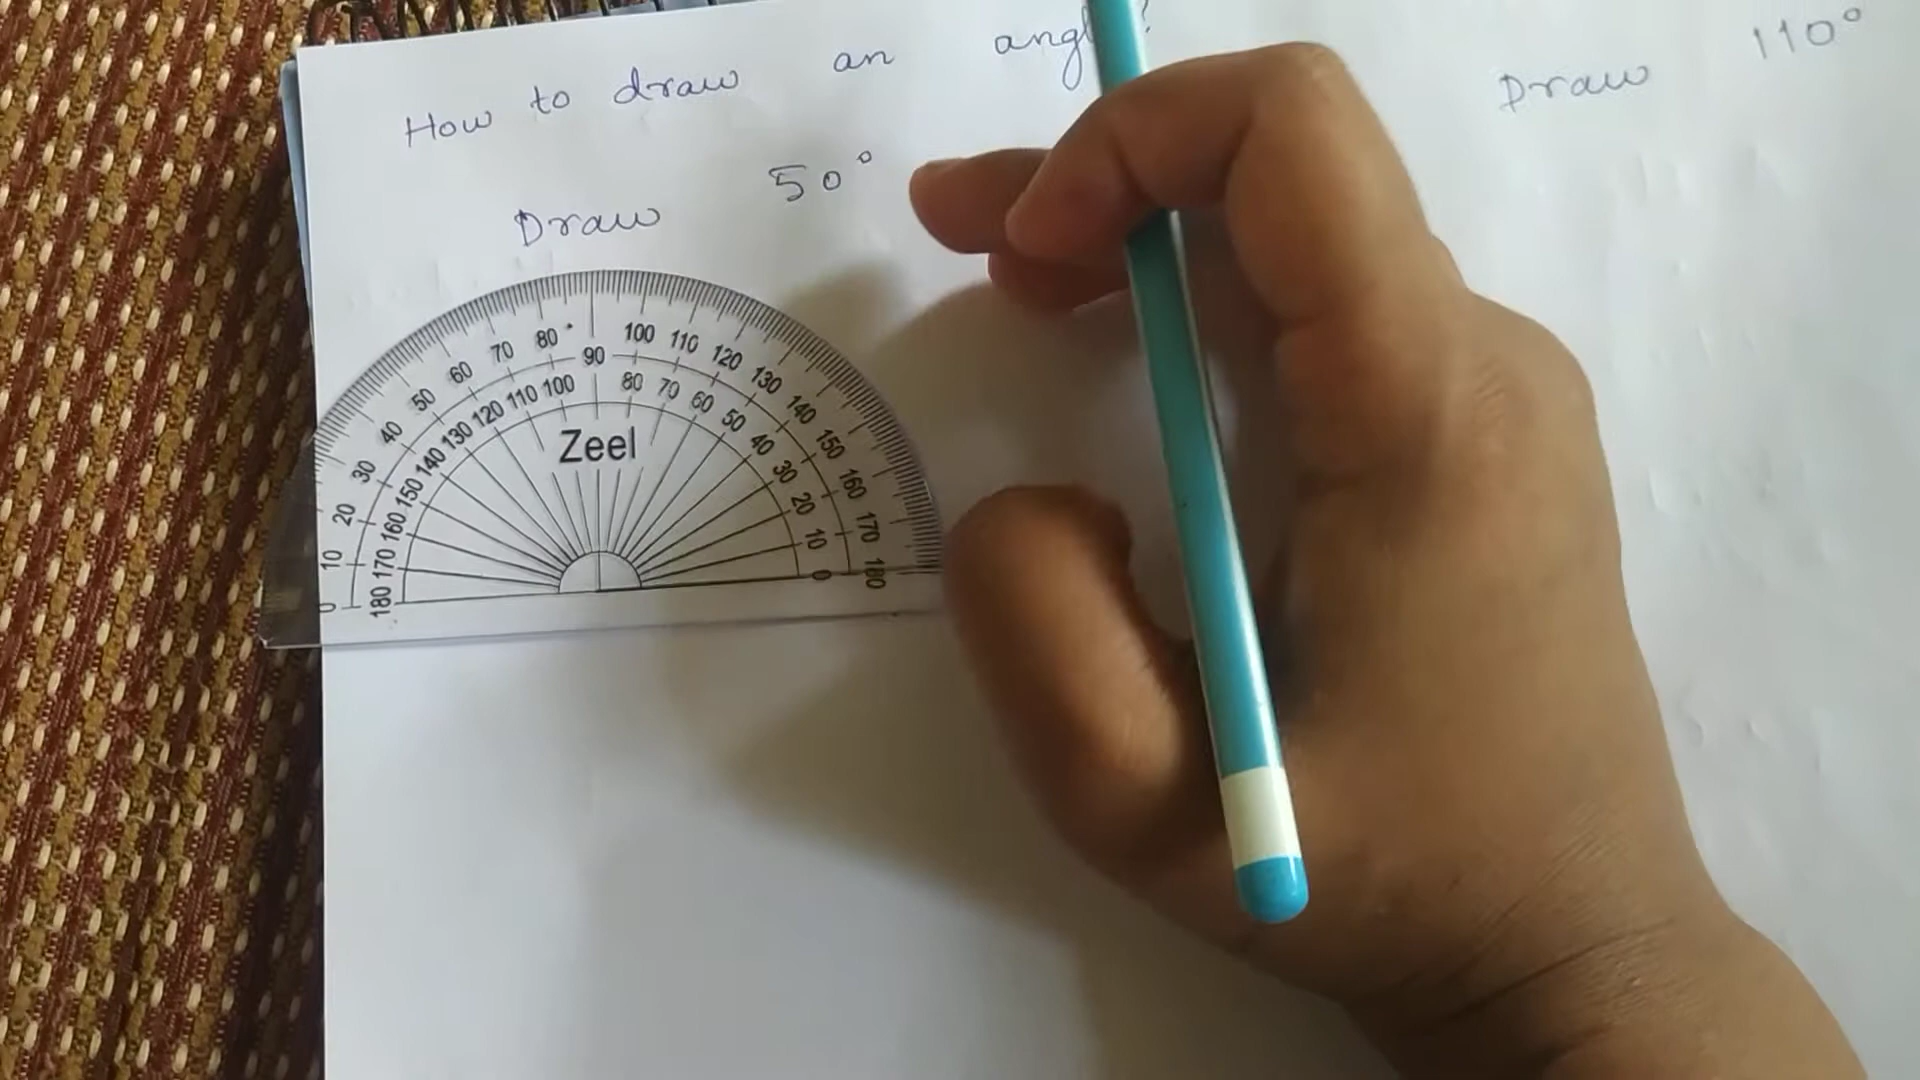 How to draw an angle?
Draw 50°
Draw 110°
80 90 100 110 120 130 140 150 160 170 180
70 60 50 40 30 20 10 0
100 110 120 130 140 150 160 170 180
80 70 60 50 40 30 20 10 0
Zeel